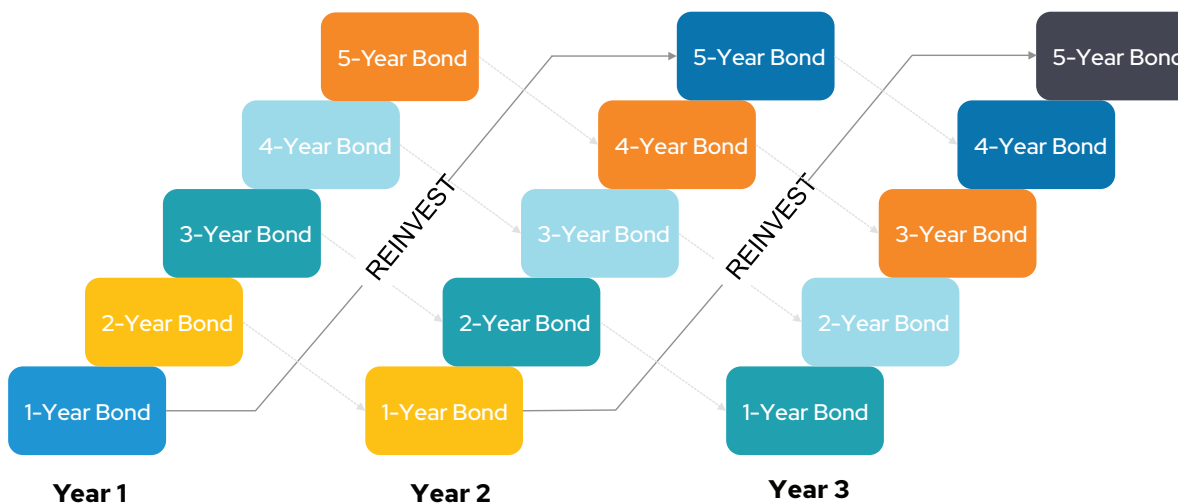 5-Year Bond
4-Year Bond
3-Year Bond
2-Year Bond
1-Year Bond
Year 1
REINVEST
5-Year Bond
4-Year Bond
3-Year Bond
2-Year Bond
1-Year Bond
Year 2
REINVEST
5-Year Bond
4-Year Bond
3-Year Bond
2-Year Bond
1-Year Bond
Year 3